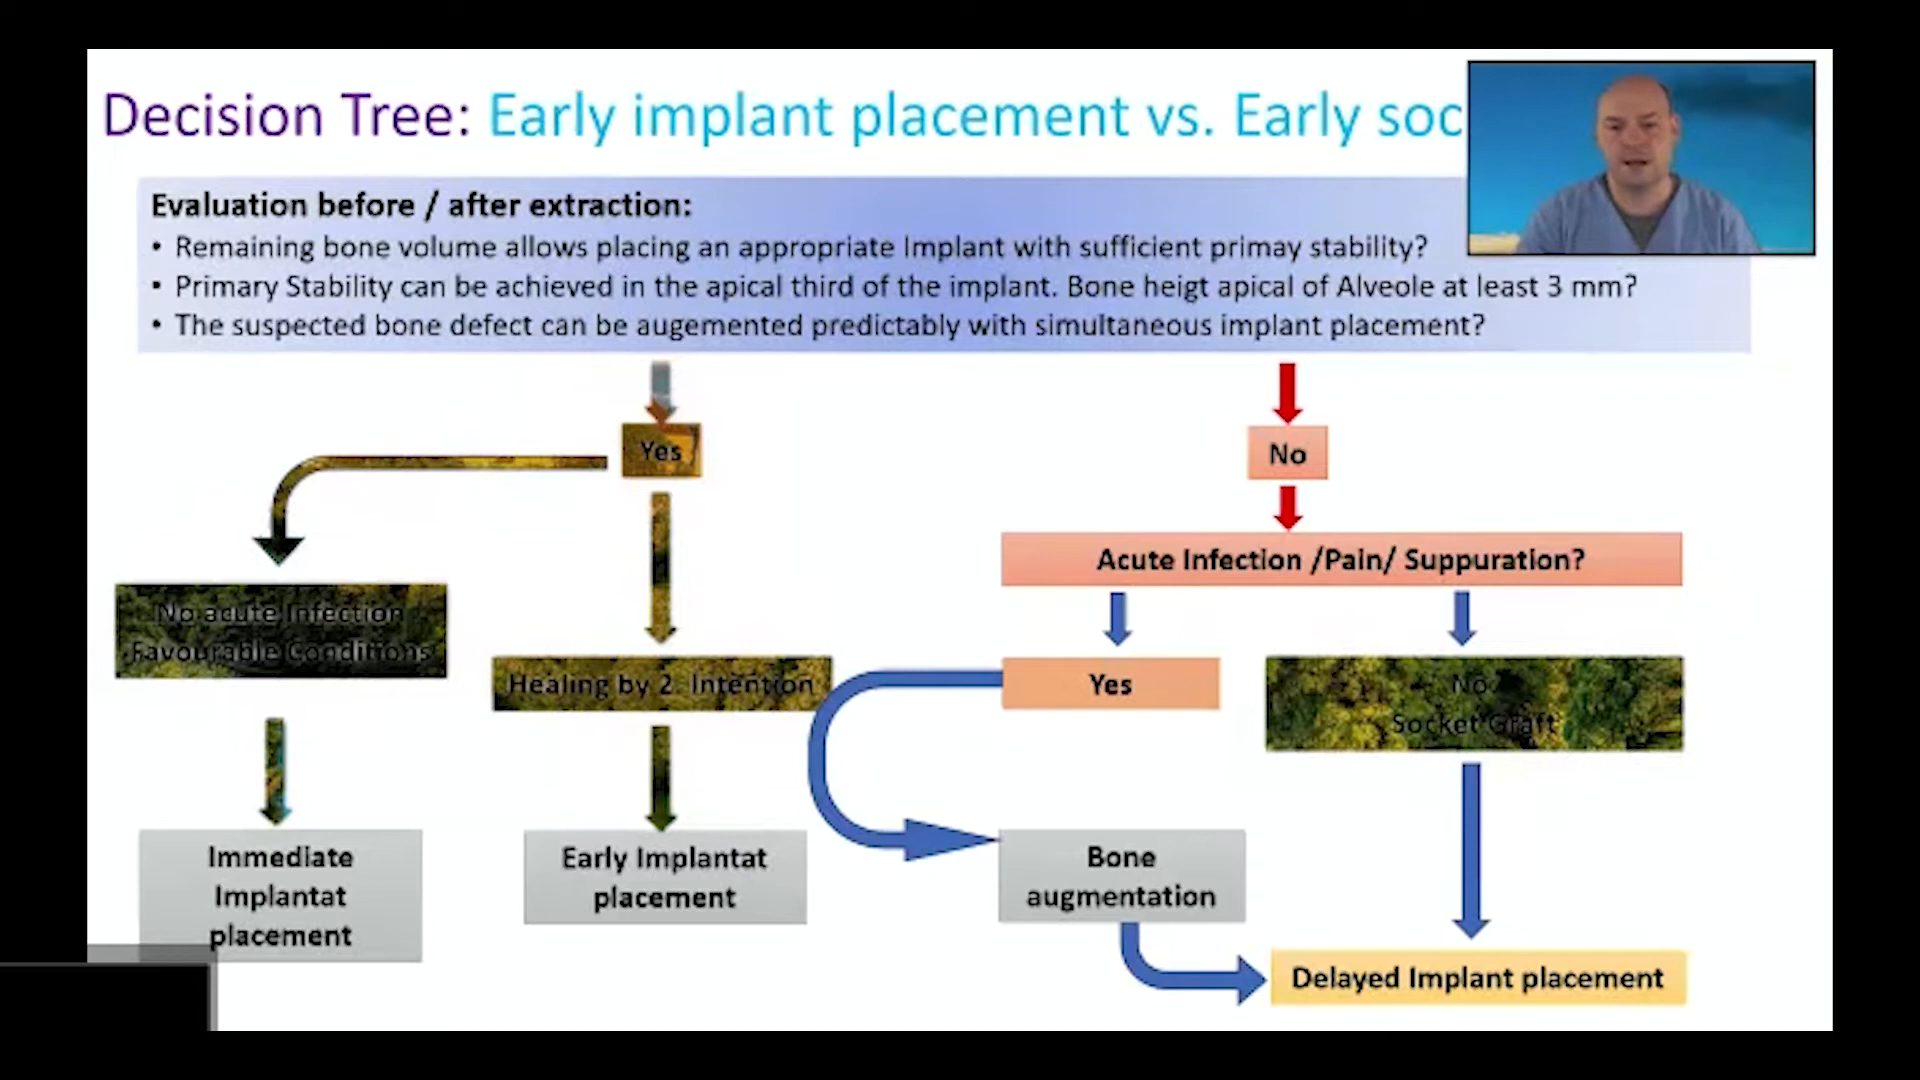 Decision Tree: Early implant placement vs. Early soc
Evaluation before / after extraction:
• Remaining bone volume allows placing an appropriate Implant with sufficient primay stability?
• Primary Stability can be achieved in the apical third of the implant. Bone heigt apical of Alveole at least 3 mm?
• The suspected bone defect can be augemented predictably with simultaneous implant placement?
Yes
No
Acute Infection /Pain/ Suppuration?
No acute Infection
Favourable Conditions
Healing by 2. Intention
Yes
No
Socket Graft
Immediate
Implantat
placement
Early Implantat
placement
Bone
augmentation
Delayed Implant placement